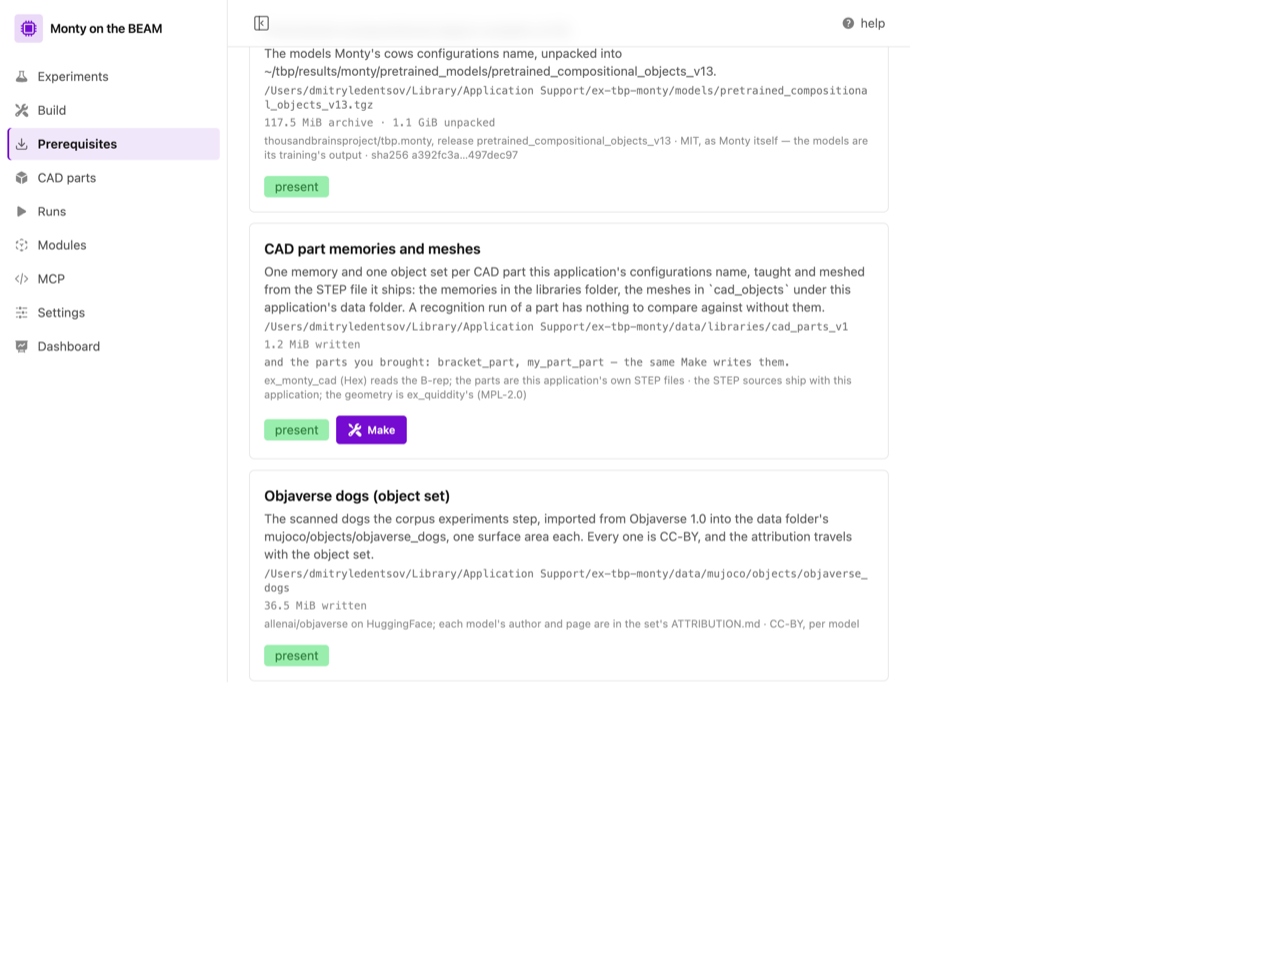 Monty on the BEAM
Experiments
Build
Prerequisites
CAD parts
Runs
Modules
MCP
Settings
Dashboard
help
The models Monty's cows configurations name, unpacked into
~/tbp/results/monty/pretrained_models/pretrained_compositional_objects_v13.
/Users/dmitryledentsov/Library/Application Support/ex-tbp-monty/models/pretrained_compositiona
l_objects_v13.tgz
117.5 MiB archive · 1.1 GiB unpacked
thousandbrainsproject/tbp.monty, release pretrained_compositional_objects_v13 · MIT, as Monty itself — the models are
its training's output · sha256 a392fc3a…497dec97
present
CAD part memories and meshes
One memory and one object set per CAD part this application's configurations name, taught and meshed
from the STEP file it ships: the memories in the libraries folder, the meshes in `cad_objects` under this
application's data folder. A recognition run of a part has nothing to compare against without them.
/Users/dmitryledentsov/Library/Application Support/ex-tbp-monty/data/libraries/cad_parts_v1
1.2 MiB written
and the parts you brought: bracket_part, my_part_part — the same Make writes them.
ex_monty_cad (Hex) reads the B-rep; the parts are this application's own STEP files · the STEP sources ship with this
application; the geometry is ex_quiddity's (MPL-2.0)
present
Make
Objaverse dogs (object set)
The scanned dogs the corpus experiments step, imported from Objaverse 1.0 into the data folder's
mujoco/objects/objaverse_dogs, one surface area each. Every one is CC-BY, and the attribution travels
with the object set.
/Users/dmitryledentsov/Library/Application Support/ex-tbp-monty/data/mujoco/objects/objaverse_
dogs
36.5 MiB written
allenai/objaverse on HuggingFace; each model's author and page are in the set's ATTRIBUTION.md · CC-BY, per model
present